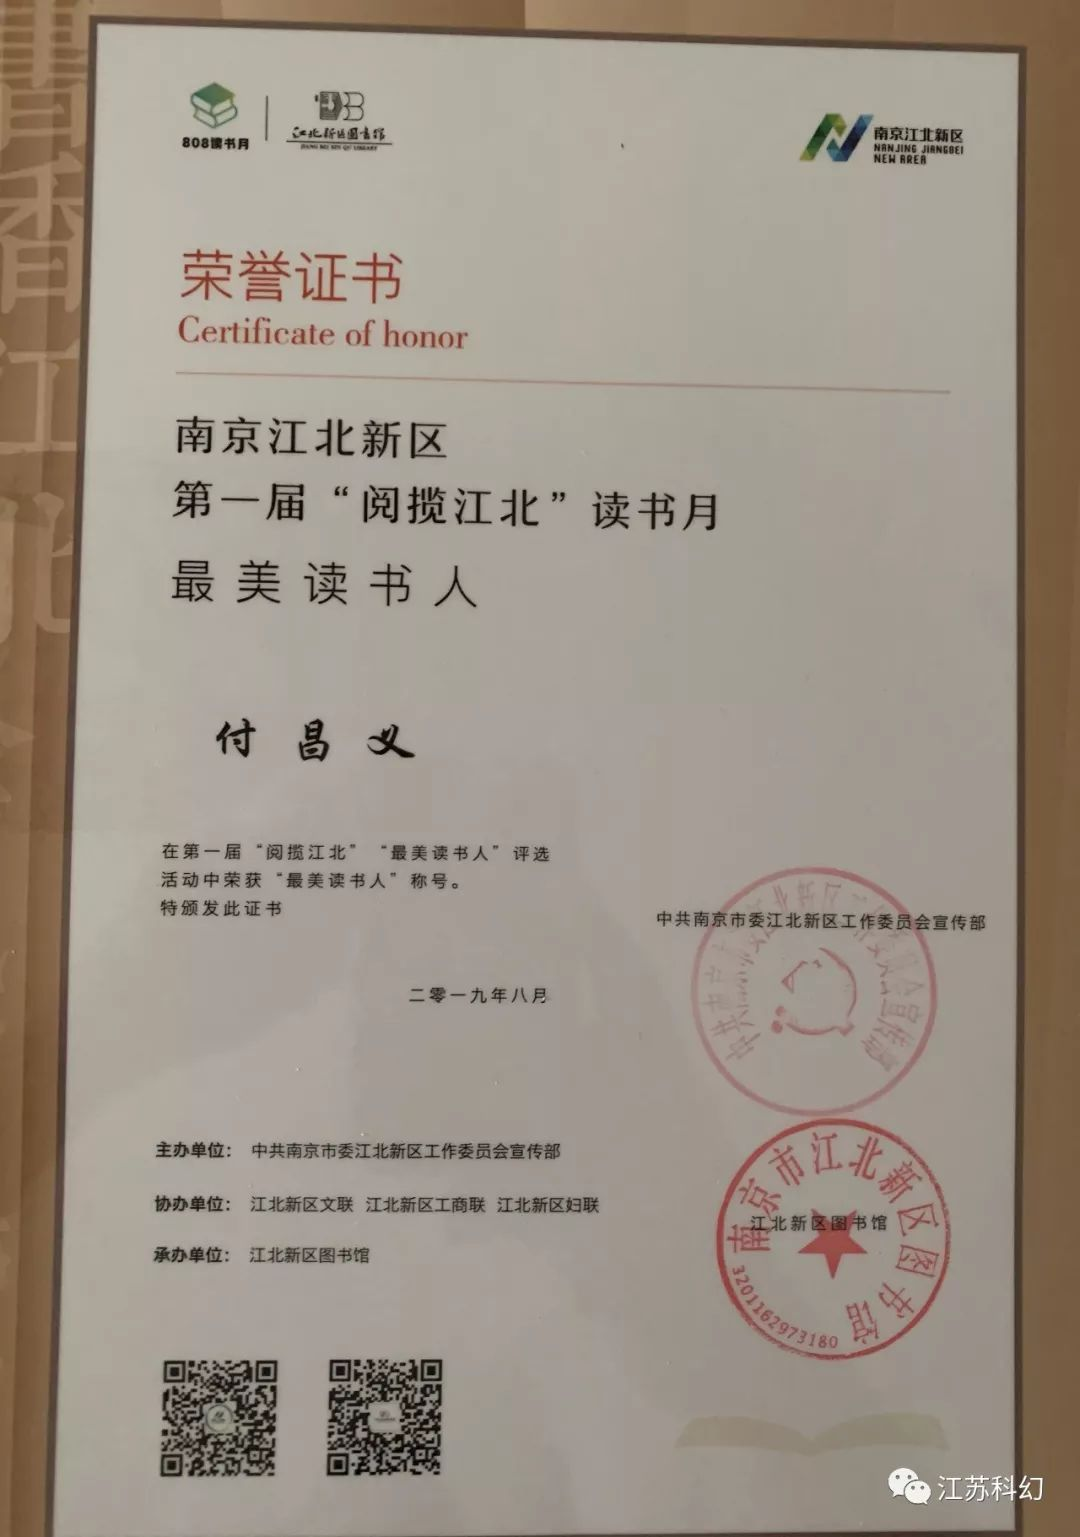 808读书月
江北新区图书馆
JIANG BEI XIN QU LIBRARY
南京江北新区
NANJING JIANGBEI
NEW AREA
荣誉证书
Certificate of honor
南京江北新区
第一届“阅揽江北”读书月
最美读书人
付昌义
在第一届“阅揽江北”“最美读书人”评选
活动中荣获“最美读书人”称号。
特颁发此证书
中共南京市委江北新区工作委员会宣传部
二零一九年八月
主办单位： 中共南京市委江北新区工作委员会宣传部
协办单位： 江北新区文联 江北新区工商联 江北新区妇联
承办单位： 江北新区图书馆
江北新区图书馆
南京市江北新区图书馆
3201162973180
江苏科幻